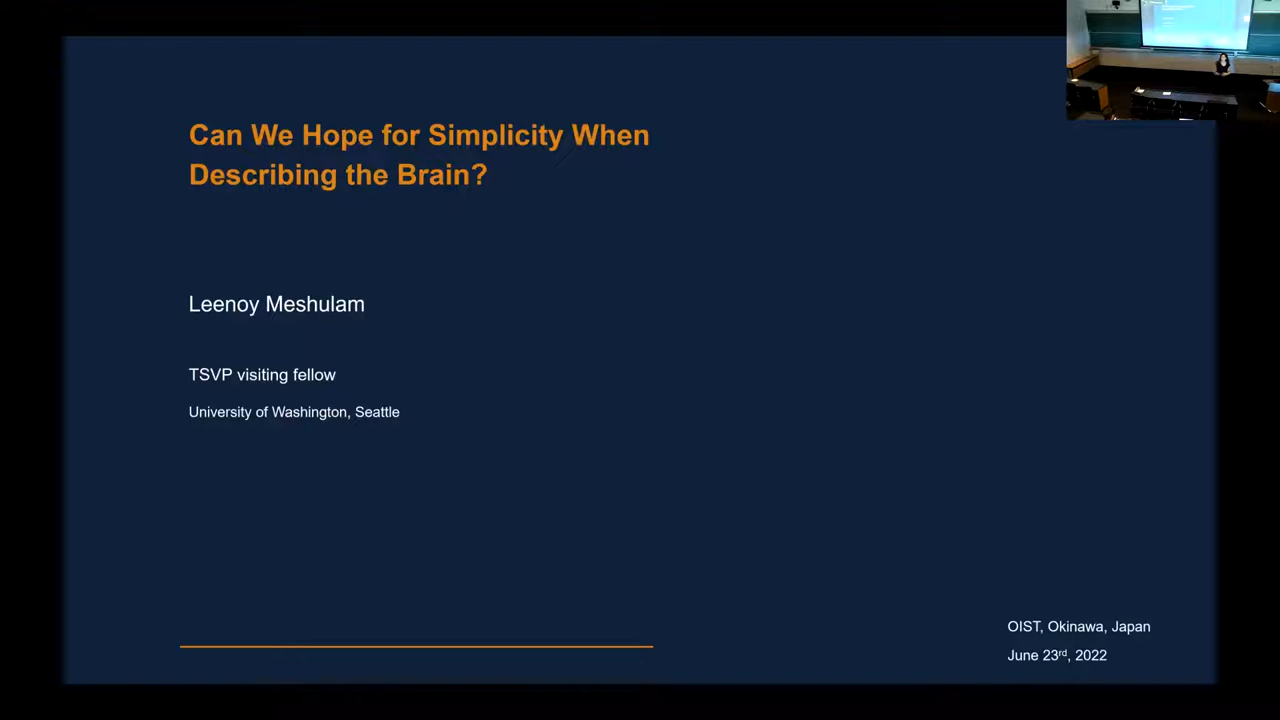 Can We Hope for Simplicity When
Describing the Brain?
Leenoy Meshulam
TSVP visiting fellow
University of Washington, Seattle
OIST, Okinawa, Japan
June 23rd, 2022